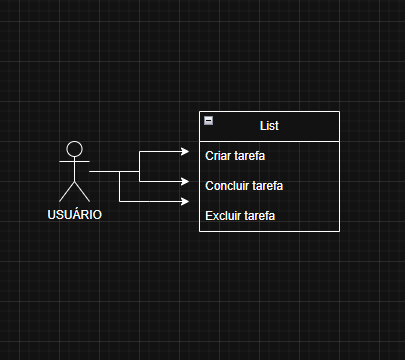 List
Criar tarefa
Concluir tarefa
Excluir tarefa
USUÁRIO